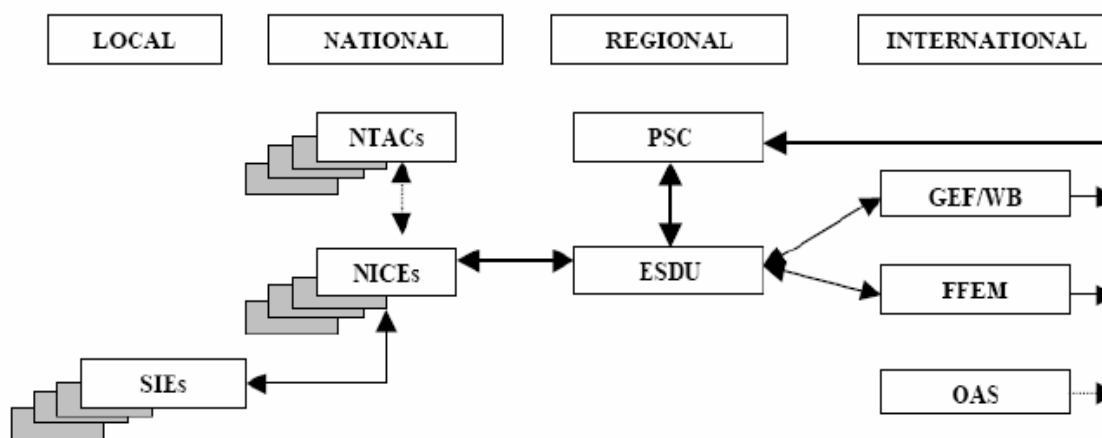 LOCAL
NATIONAL
REGIONAL
INTERNATIONAL
NTACs
PSC
GEF/WB
NICEs
ESDU
FFEM
SIEs
OAS